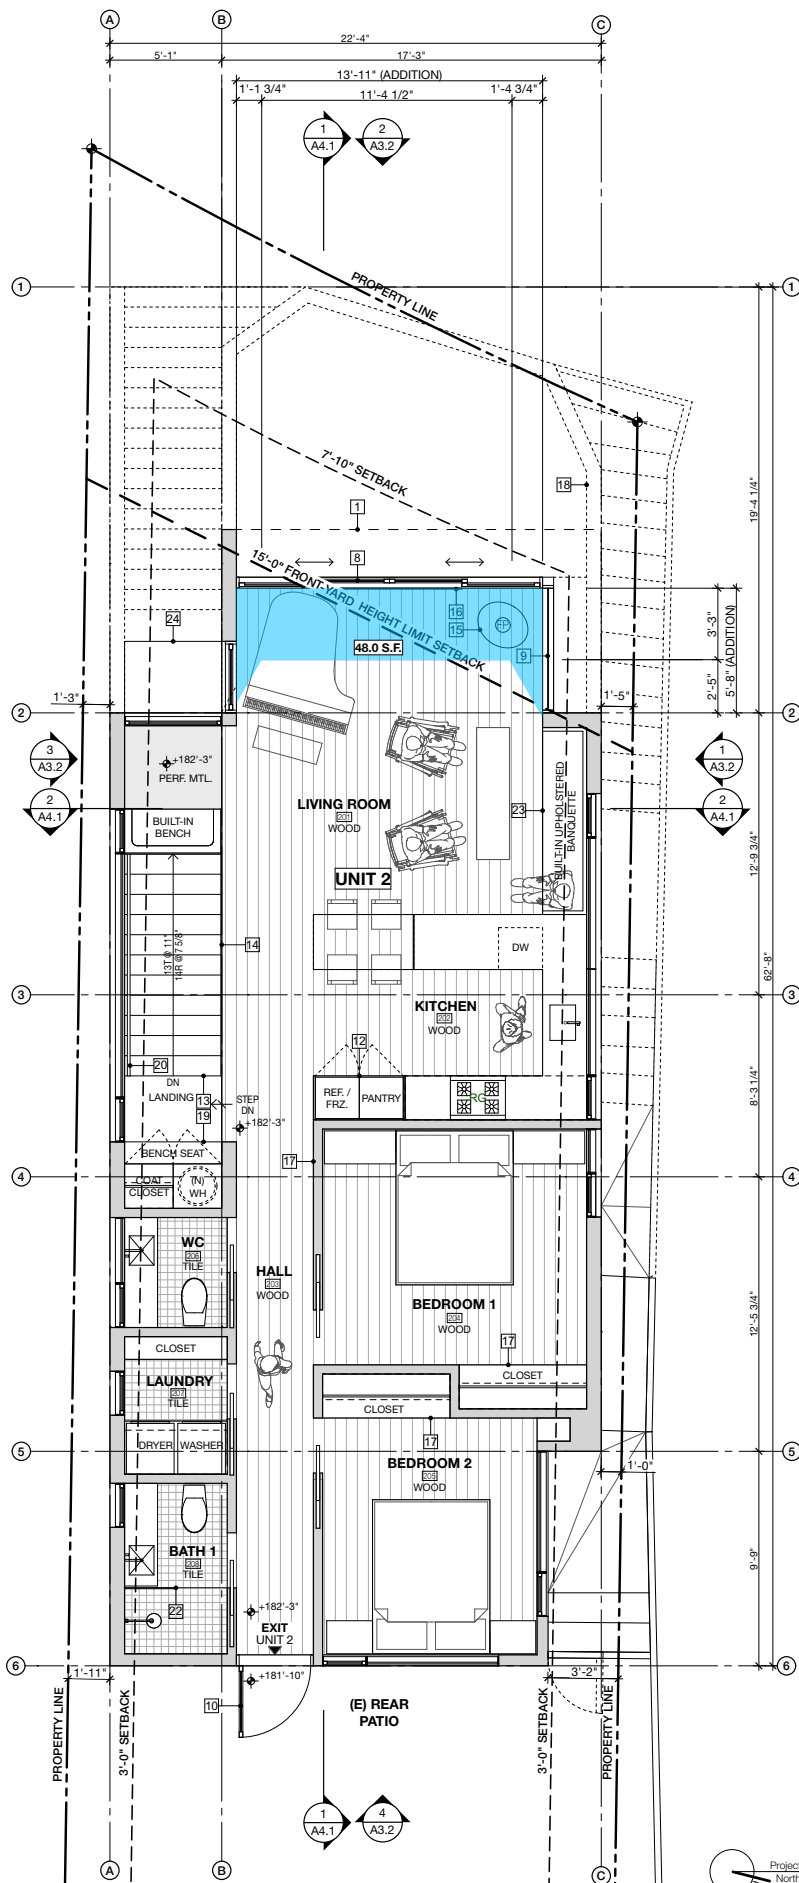 A
B
C
22'-4"
5'-1"
17'-3"
13'-11" (ADDITION)
1'-1 3/4"
11'-4 1/2"
1'-4 3/4"
1
A4.1
2
A3.2
PROPERTY LINE
1
1
7'-10" SETBACK
18
19'-4 1/4"
1
8
15'-0" FRONT YARD HEIGHT LIMIT SETBACK
16
15
FP
24
48.0 S.F.
9
3'-3"
2'-5"
5'-8" (ADDITION)
1'-3"
1'-5"
2
2
3
A3.2
2
A4.1
+182'-3"
PERF. MTL.
1
A3.2
2
A4.1
BUILT-IN
BENCH
LIVING ROOM
201
WOOD
23
BUILT-IN UPHOLSTERED
BANQUETTE
12'-9 3/4"
UNIT 2
13T @ 11"
14R @ 7 5/8"
14
DW
62'-8"
3
3
KITCHEN
202
WOOD
20
DN
LANDING
13
19
STEP
DN
+182'-3"
12
REF. /
FRZ.
PANTRY
RG
8'-3 1/4"
BENCH SEAT
17
4
4
COAT
CLOSET
(N)
WH
WC
206
TILE
HALL
203
WOOD
BEDROOM 1
204
WOOD
12'-5 3/4"
CLOSET
17
CLOSET
LAUNDRY
207
TILE
CLOSET
DRYER
WASHER
17
5
5
BEDROOM 2
205
WOOD
1'-0"
BATH 1
208
TILE
22
9'-9"
+182'-3"
EXIT
UNIT 2
6
6
1'-11"
+181'-10"
3'-2"
10
(E) REAR
PATIO
PROPERTY LINE
3'-0" SETBACK
3'-0" SETBACK
PROPERTY LINE
1
A4.1
4
A3.2
A
B
C
Project
North